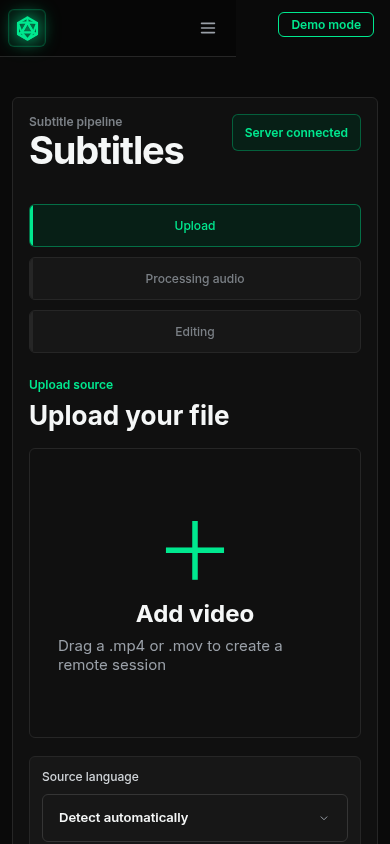 Demo mode
Subtitle pipeline
Subtitles
Server connected
Upload
Processing audio
Editing
Upload source
Upload your file
Add video
Drag a .mp4 or .mov to create a
remote session
Source language
Detect automatically